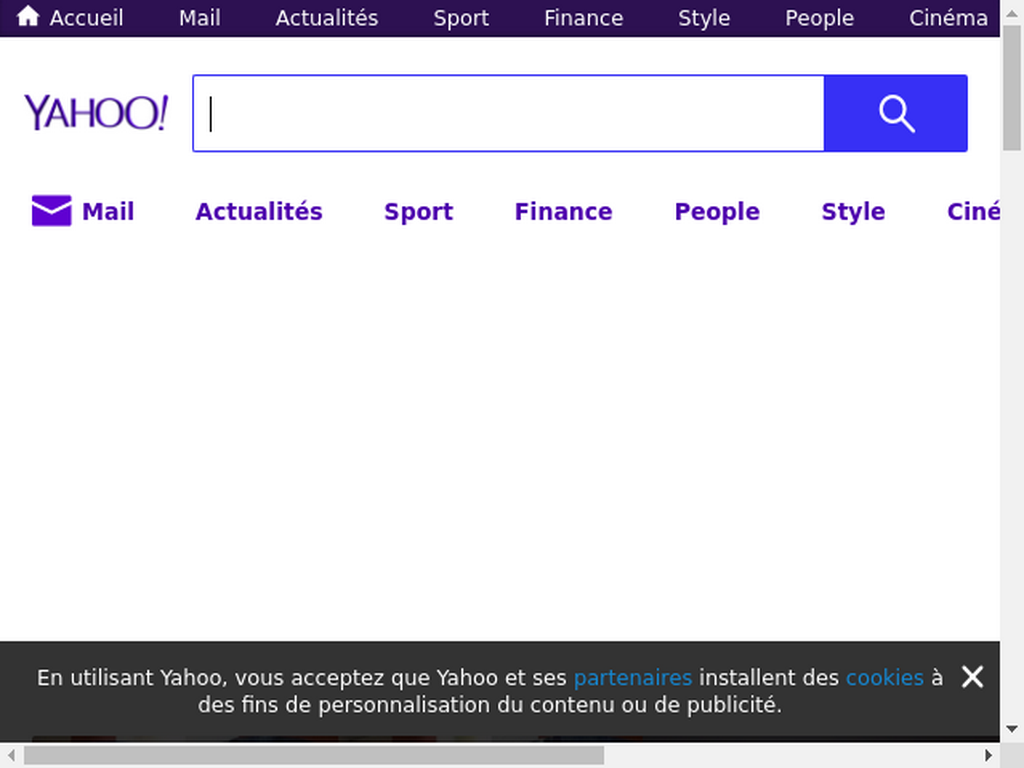 Accueil Mail Actualités Sport Finance Style People Cinéma
YAHOO!
Mail Actualités Sport Finance People Style Ciné
En utilisant Yahoo, vous acceptez que Yahoo et ses partenaires installent des cookies à
des fins de personnalisation du contenu ou de publicité.